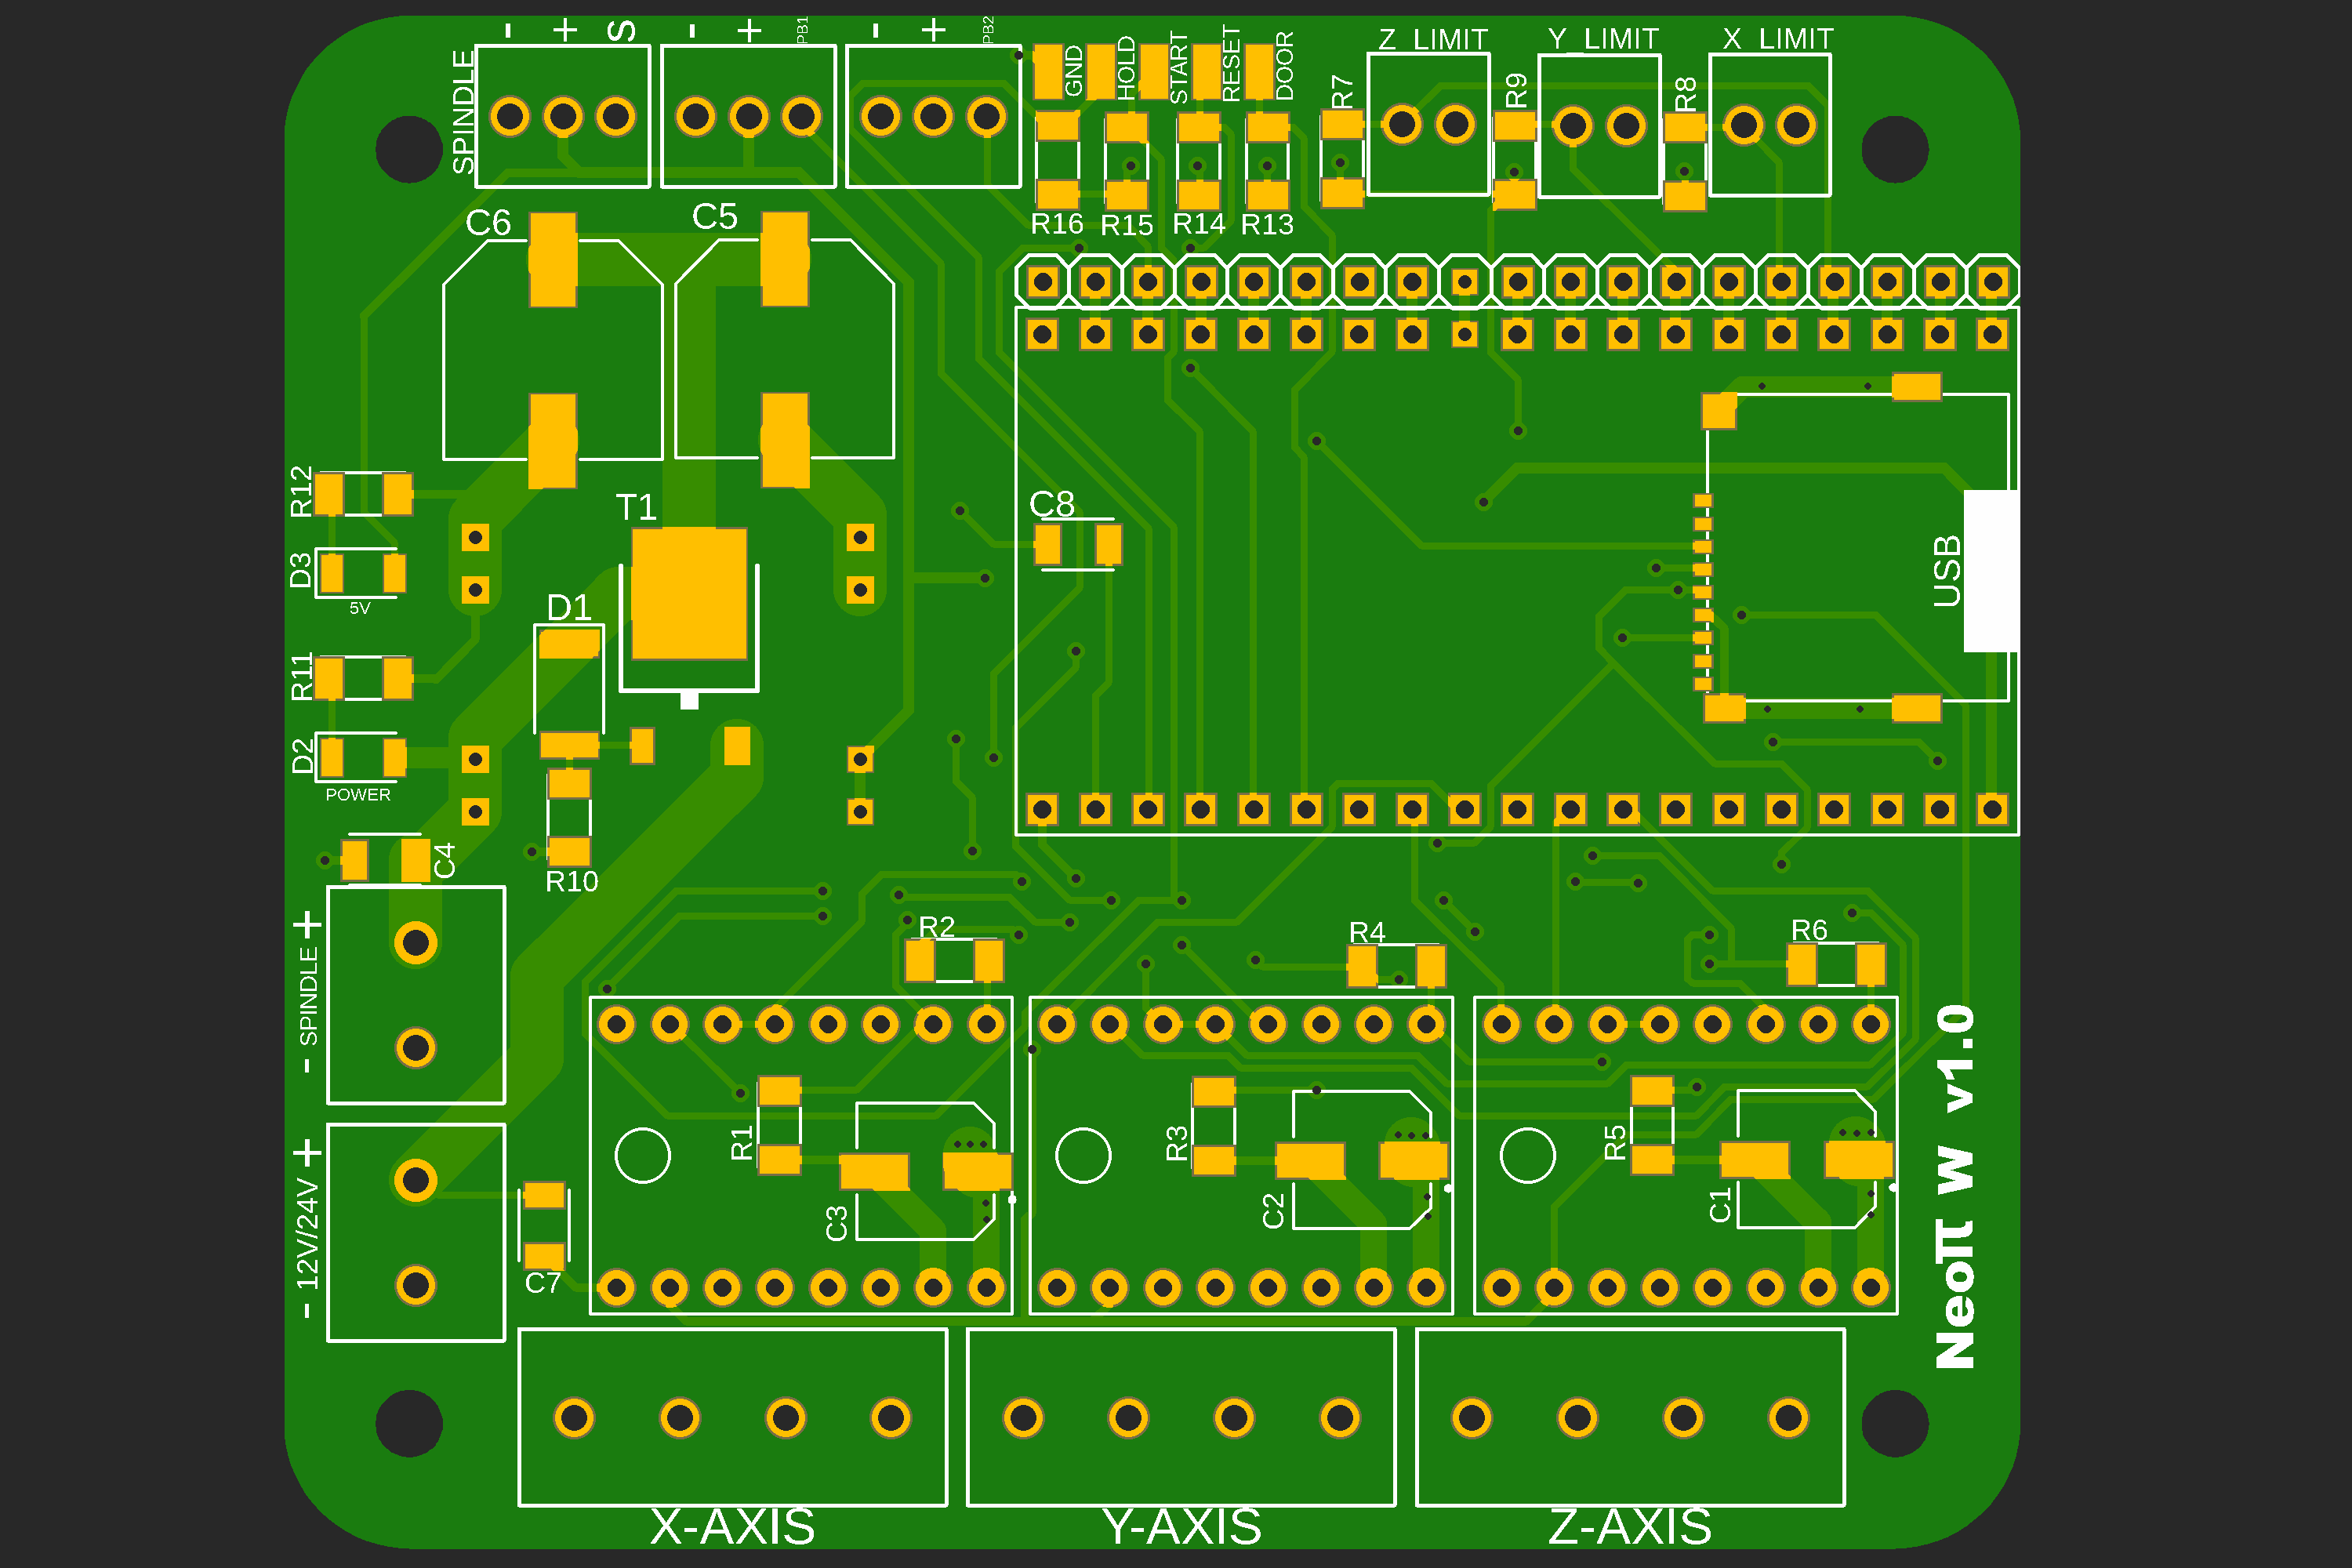 - + S
- + PB1
- + PB2
SPINDLE
GND
HOLD
START
RESET
DOOR
R7
Z LIMIT
R9
Y LIMIT
R8
X LIMIT
R16
R15
R14
R13
C6
C5
R12
T1
C8
D3
5V
D1
USB
R11
D2
POWER
C4
R10
- SPINDLE +
R2
R4
R6
R1
C3
R3
C2
R5
C1
- 12V/24V +
C7
NeoTT W v1.0
X-AXIS
Y-AXIS
Z-AXIS